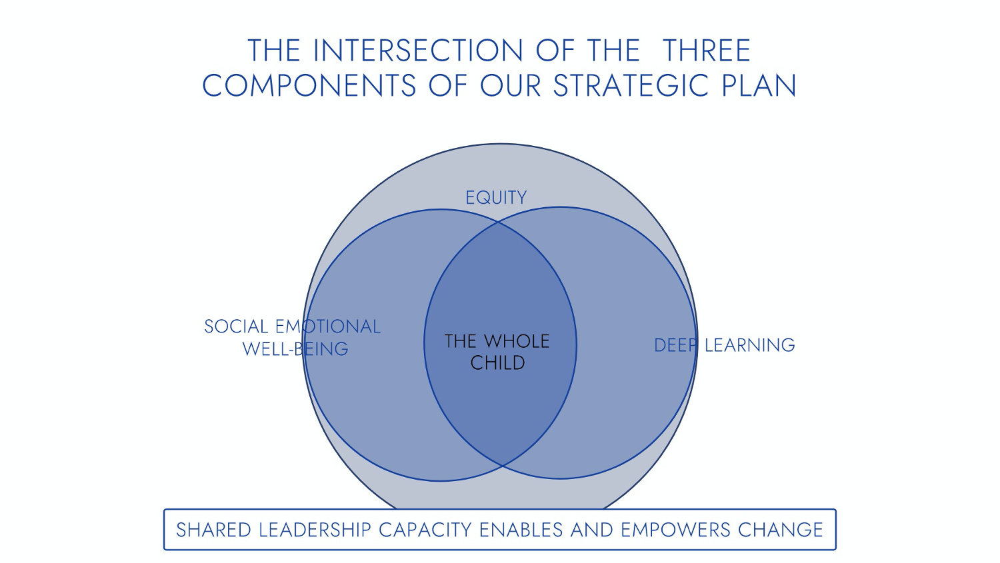 THE INTERSECTION OF THE THREE
COMPONENTS OF OUR STRATEGIC PLAN
EQUITY
SOCIAL EMOTIONAL
WELL-BEING
THE WHOLE
CHILD
DEEP LEARNING
SHARED LEADERSHIP CAPACITY ENABLES AND EMPOWERS CHANGE